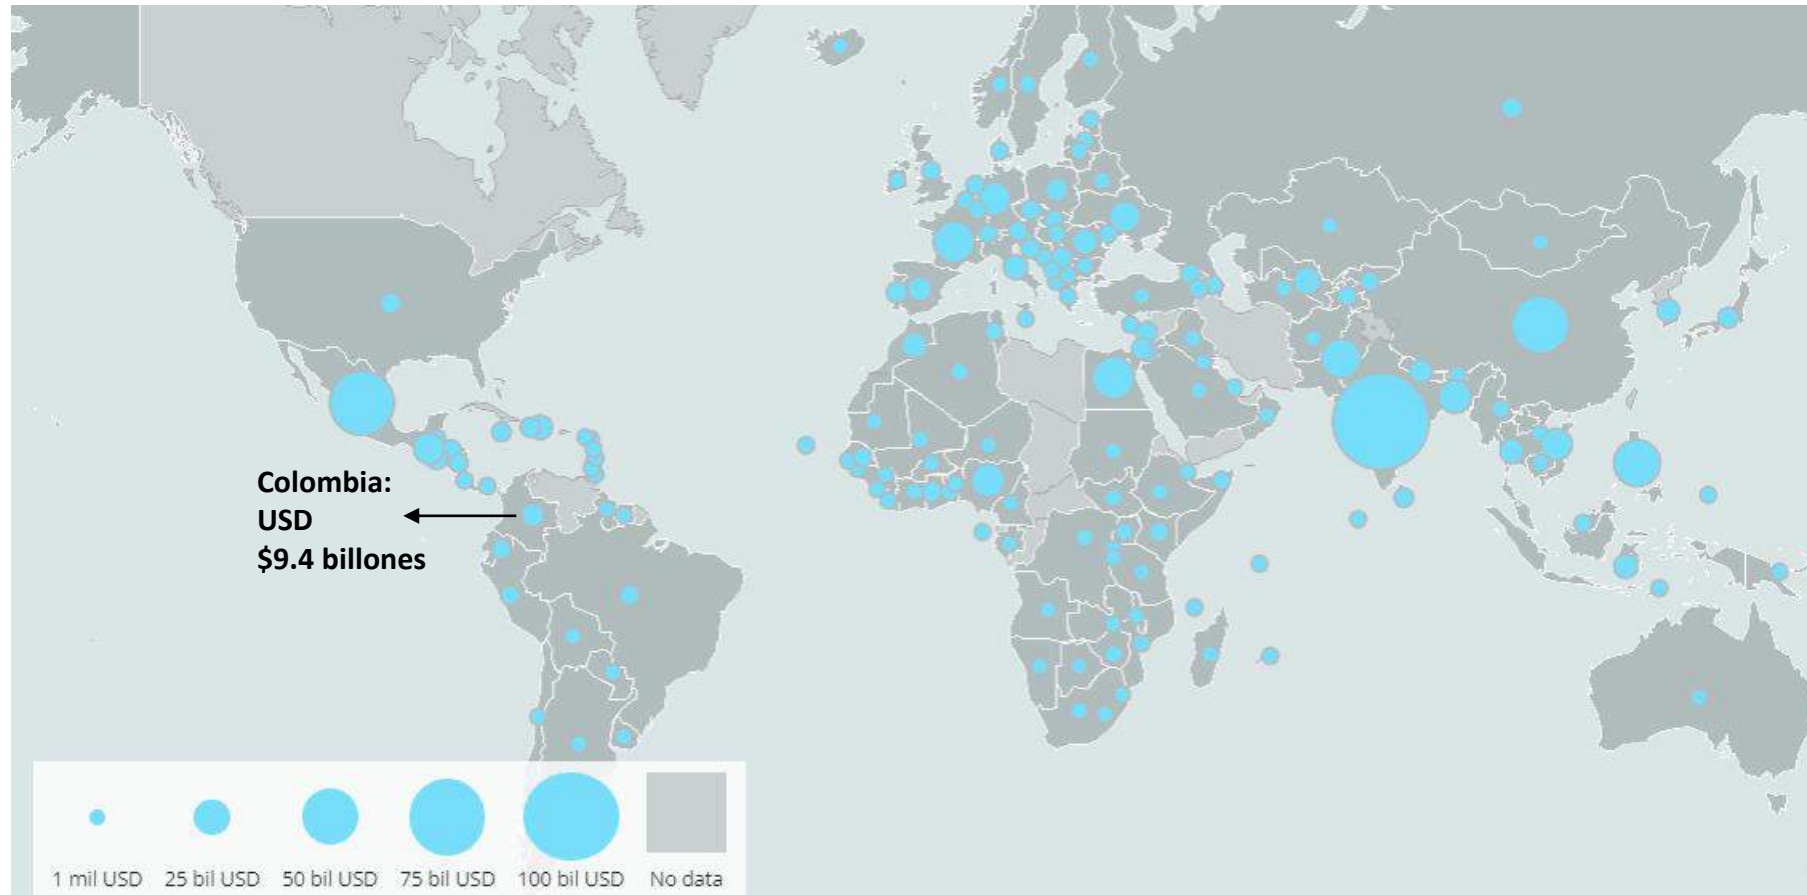 Colombia:
USD
$9.4 billones
1 mil USD
25 bil USD
50 bil USD
75 bil USD
100 bil USD
No data